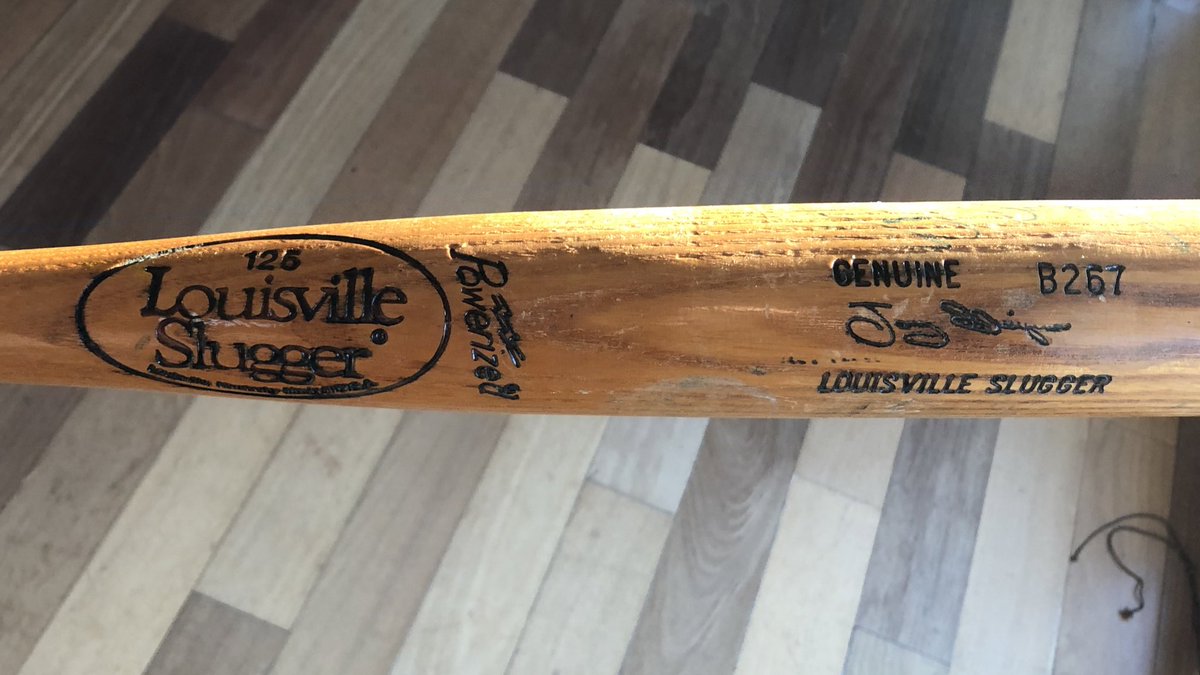 125
Louisville
Slugger®
Powerized
GENUINE B267
LOUISVILLE SLUGGER